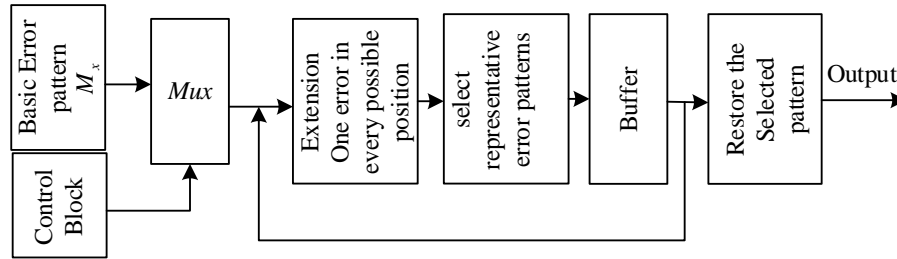 Basic Error
pattern
M x
Control
Block
Mux
Extension
One error in
every possible
position
select
representative
error patterns
Buffer
Restore the
Selected
pattern
Output